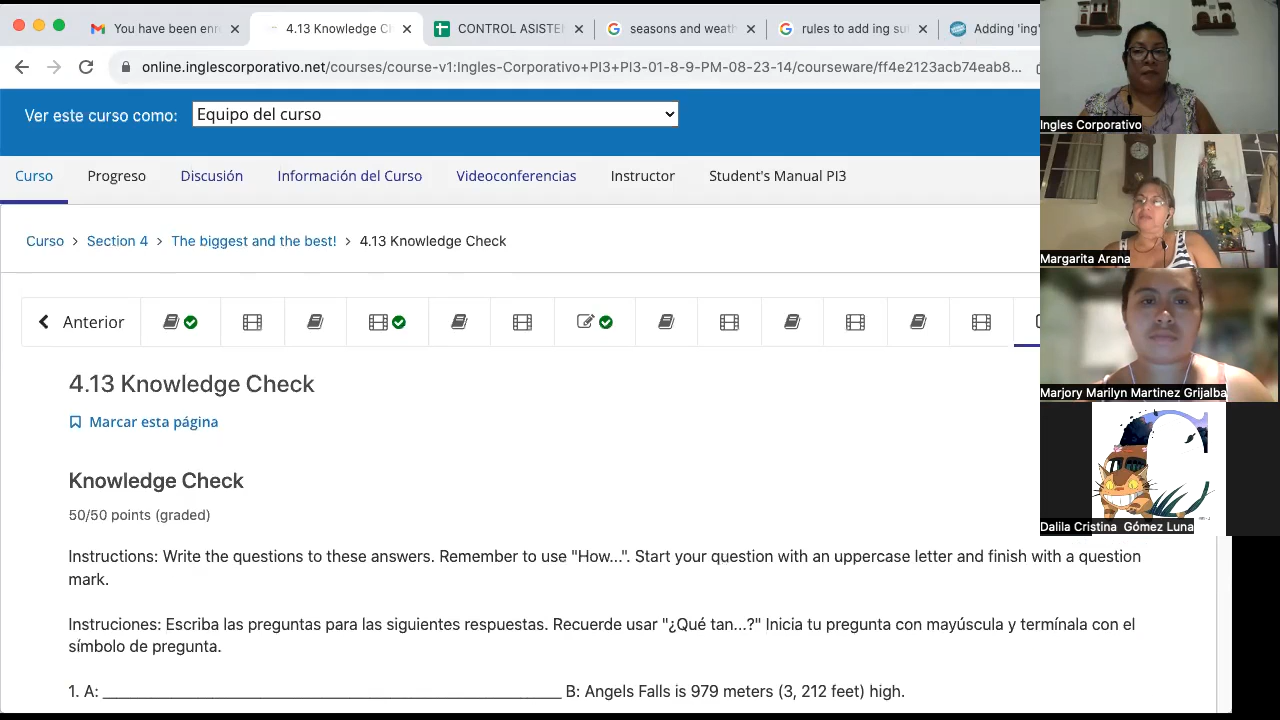 You have been enr
4.13 Knowledge Ch
CONTROL ASISTE
seasons and weath
rules to add ing suf
Adding 'ing'
online.inglescorporativo.net/courses/course-v1:Ingles-Corporativo+PI3+PI3-01-8-9-PM-08-23-14/courseware/ff4e2123acb74eab8...
Ver este curso como:
Equipo del curso
Curso
Progreso
Discusión
Información del Curso
Videoconferencias
Instructor
Student's Manual PI3
Curso > Section 4 > The biggest and the best! > 4.13 Knowledge Check
Anterior
4.13 Knowledge Check
Marcar esta página
Knowledge Check
50/50 points (graded)
Instructions: Write the questions to these answers. Remember to use "How...". Start your question with an uppercase letter and finish with a question
mark.
Instruciones: Escriba las preguntas para las siguientes respuestas. Recuerde usar "¿Qué tan...?" Inicia tu pregunta con mayúscula y termínala con el
símbolo de pregunta.
1. A: ____________________________________________________ B: Angels Falls is 979 meters (3, 212 feet) high.
Ingles Corporativo
Margarita Arana
Marjory Marilyn Martinez Grijalba
Dalila Cristina Gómez Luna